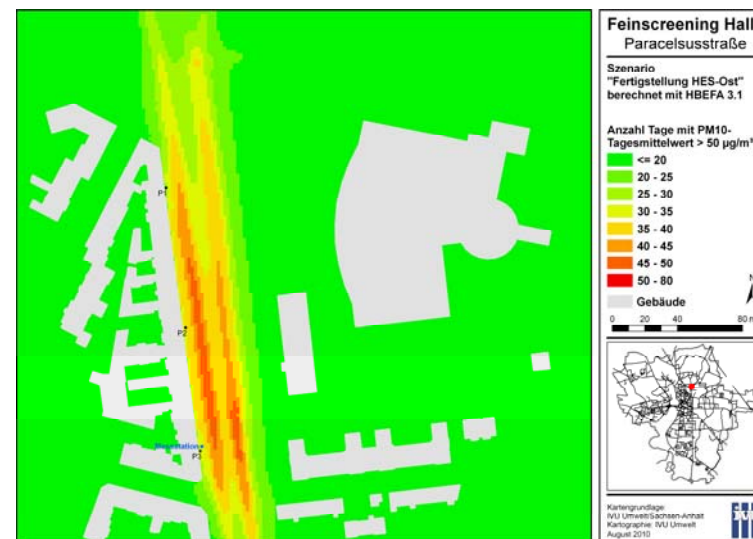 Feinscreening Hall
Paracelsusstraße
Szenario
"Fertigstellung HES-Ost"
berechnet mit HBEFA 3.1
Anzahl Tage mit PM10-
Tagesmittelwert > 50 µg/m³
<= 20
20 - 25
25 - 30
30 - 35
35 - 40
40 - 45
45 - 50
50 - 80
Gebäude
N
0 20 40 80 m
P1
P2
Messstation
P3
Kartengrundlage:
IVU Umwelt/Sachsen-Anhalt
Kartographie: IVU Umwelt
August 2010